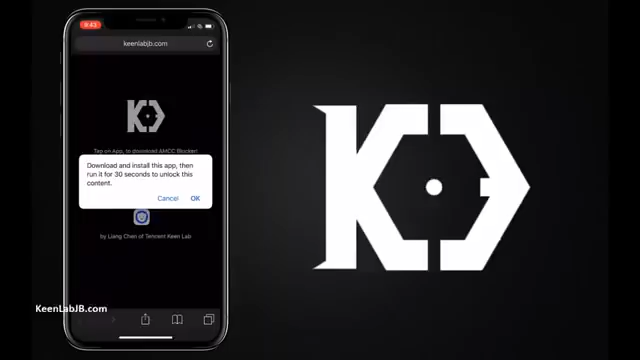 9:43
keenlabjb.com
Tap on App, to download AMCC Blocker!
Download and install this app, then
run it for 30 seconds to unlock this
content.
Cancel OK
by Liang Chen of Tencent Keen Lab
KeenLabJB.com